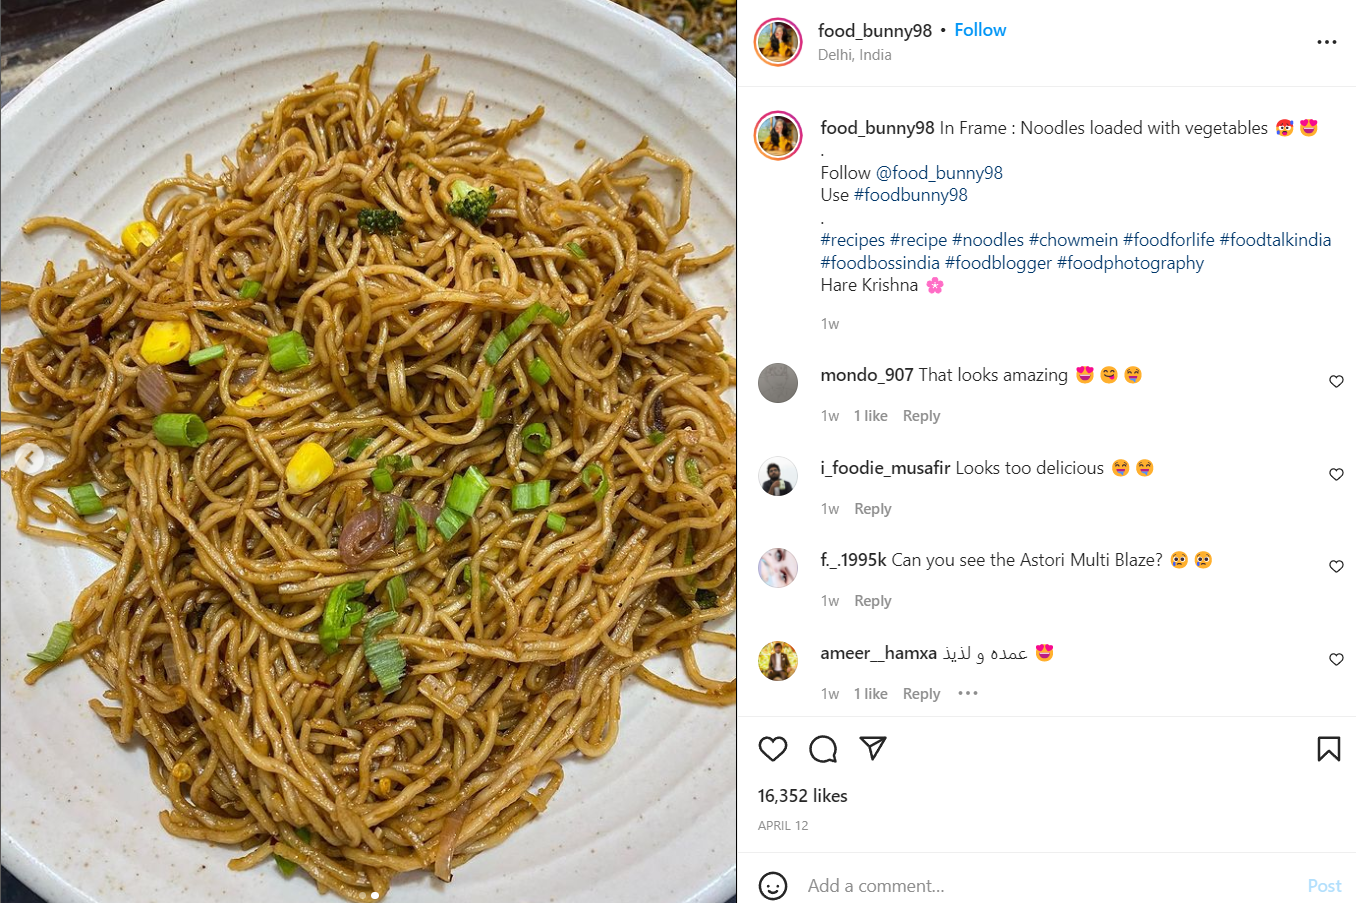 food_bunny98 • Follow
Delhi, India
food_bunny98 In Frame : Noodles loaded with vegetables 🥵😍
.
Follow @food_bunny98
Use #foodbunny98
.
#recipes #recipe #noodles #chowmein #foodforlife #foodtalkindia
#foodbossindia #foodblogger #foodphotography
Hare Krishna 🌸
1w
mondo_907 That looks amazing 😍😋😝
1w 1 like Reply
i_foodie_musafir Looks too delicious 😝😝
1w Reply
f._.1995k Can you see the Astori Multi Blaze? 😢😢
1w Reply
ameer__hamxa عمده و لذيذ 😍
1w 1 like Reply •••
16,352 likes
APRIL 12
Add a comment...
Post